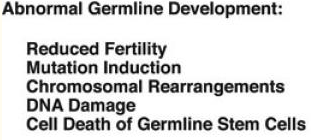 Abnormal Germline Development:
Reduced Fertility
Mutation Induction
Chromosomal Rearrangements
DNA Damage
Cell Death of Germline Stem Cells